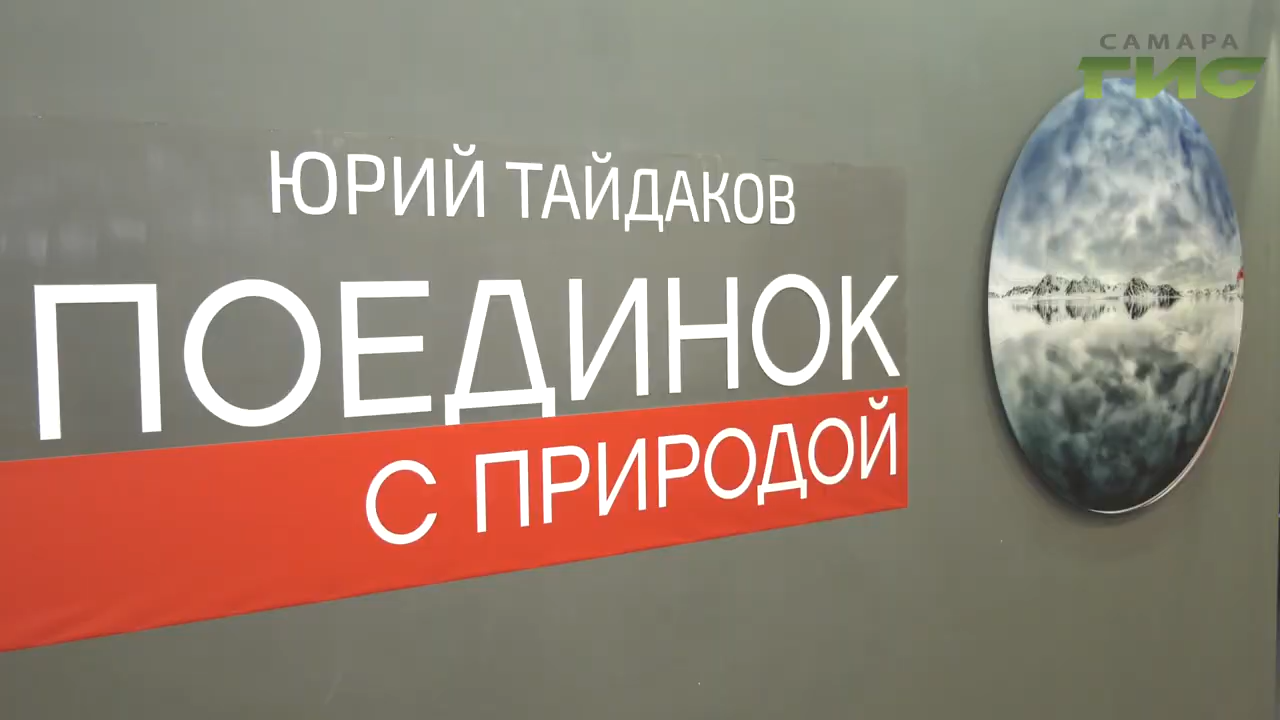 САМАРА
ГИС
ЮРИЙ ТАЙДАКОВ
ПОЕДИНОК
С ПРИРОДОЙ